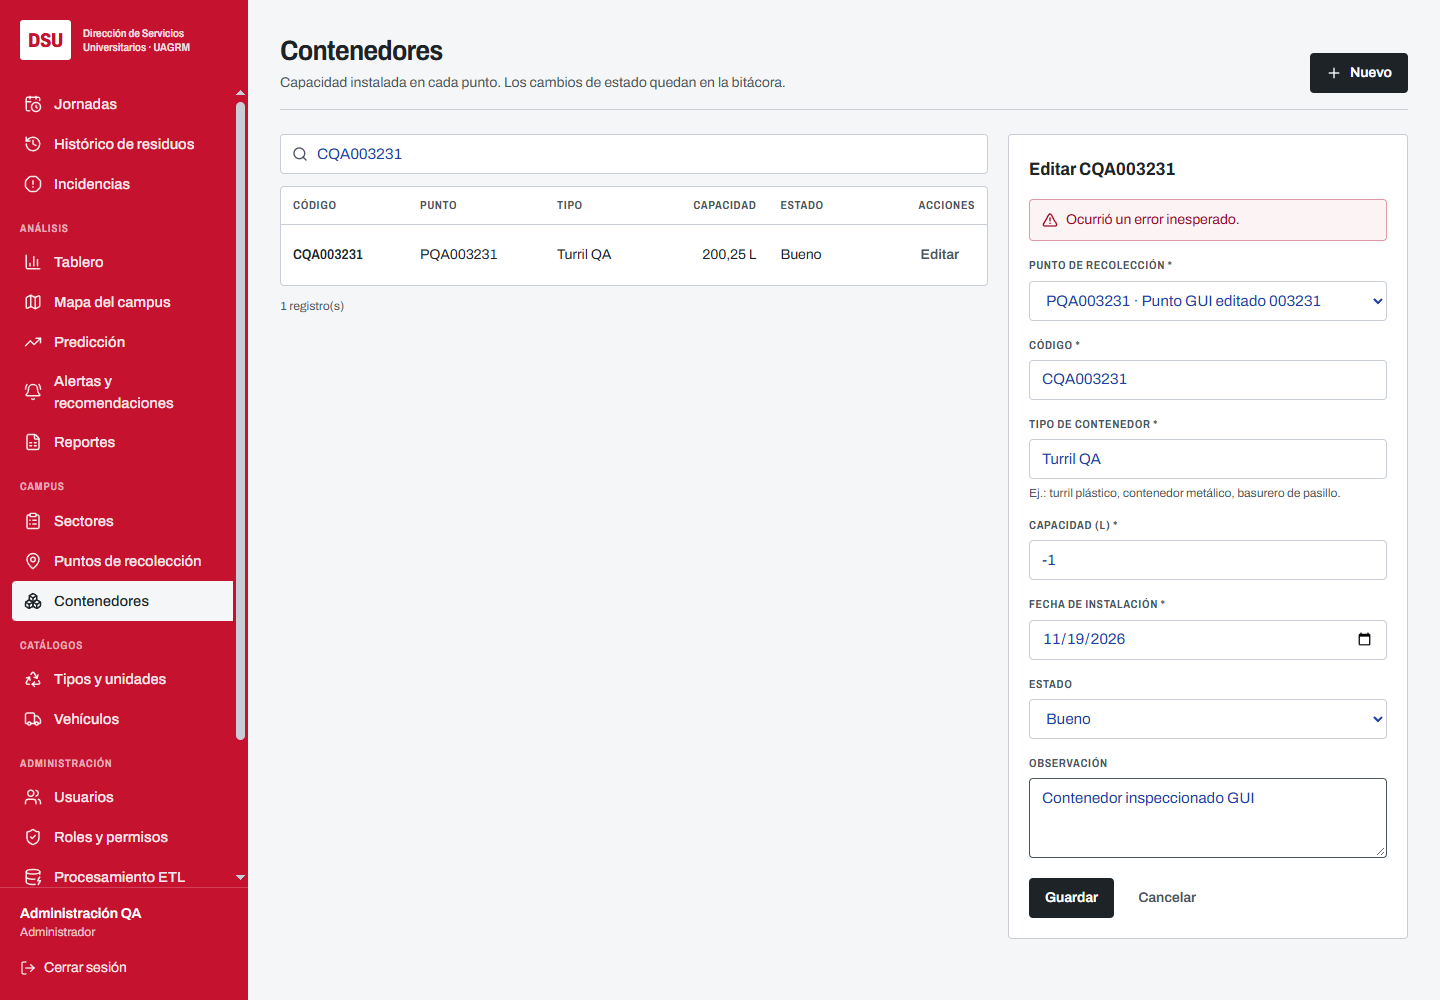 DSU
Dirección de Servicios
Universitarios · UAGRM
Jornadas
Histórico de residuos
Incidencias
ANÁLISIS
Tablero
Mapa del campus
Predicción
Alertas y
recomendaciones
Reportes
CAMPUS
Sectores
Puntos de recolección
Contenedores
CATÁLOGOS
Tipos y unidades
Vehículos
ADMINISTRACIÓN
Usuarios
Roles y permisos
Procesamiento ETL
Administración QA
Administrador
Cerrar sesión
Contenedores
Capacidad instalada en cada punto. Los cambios de estado quedan en la bitácora.
Nuevo
CQA003231
CÓDIGO PUNTO TIPO CAPACIDAD ESTADO ACCIONES
CQA003231 PQA003231 Turril QA 200,25 L Bueno Editar
1 registro(s)
Editar CQA003231
Ocurrió un error inesperado.
PUNTO DE RECOLECCIÓN *
PQA003231 · Punto GUI editado 003231
CÓDIGO *
CQA003231
TIPO DE CONTENEDOR *
Turril QA
Ej.: turril plástico, contenedor metálico, basurero de pasillo.
CAPACIDAD (L) *
-1
FECHA DE INSTALACIÓN *
11/19/2026
ESTADO
Bueno
OBSERVACIÓN
Contenedor inspeccionado GUI
Guardar
Cancelar